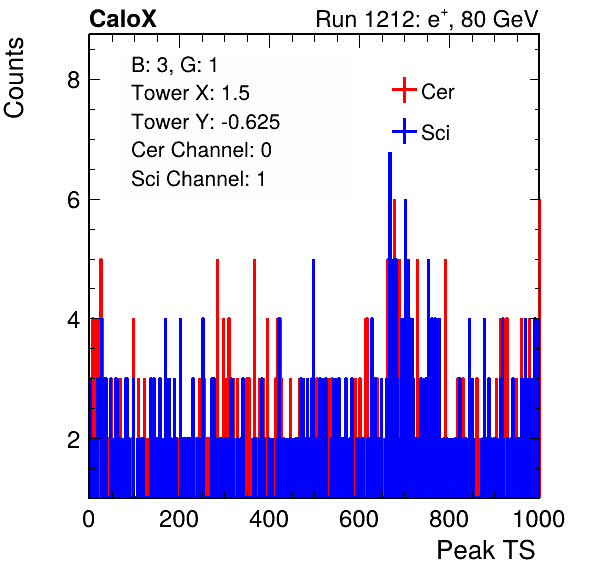 CaloX Run 1212: e⁺, 80 GeV
Counts
8
6
4
2
B: 3, G: 1
Tower X: 1.5
Tower Y: -0.625
Cer Channel: 0
Sci Channel: 1
Cer
Sci
0 200 400 600 800 1000
Peak TS